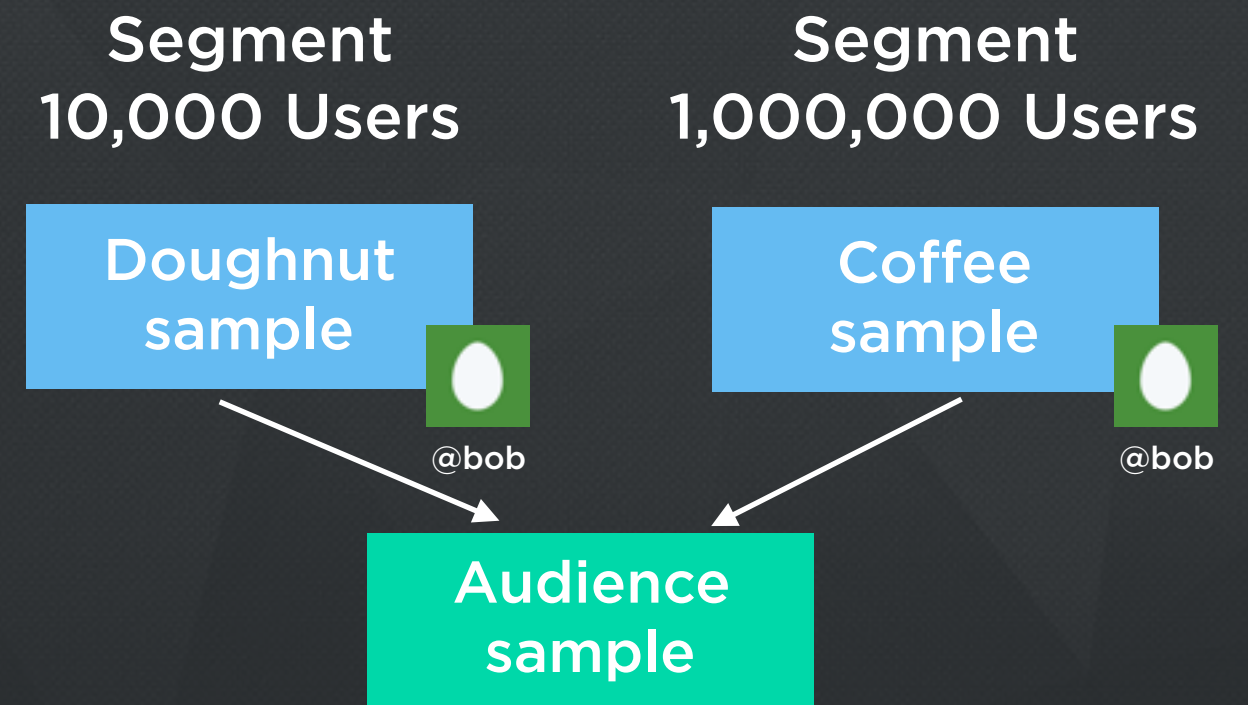 Segment
10,000 Users
Segment
1,000,000 Users
Doughnut
sample
Coffee
sample
@bob
@bob
Audience
sample